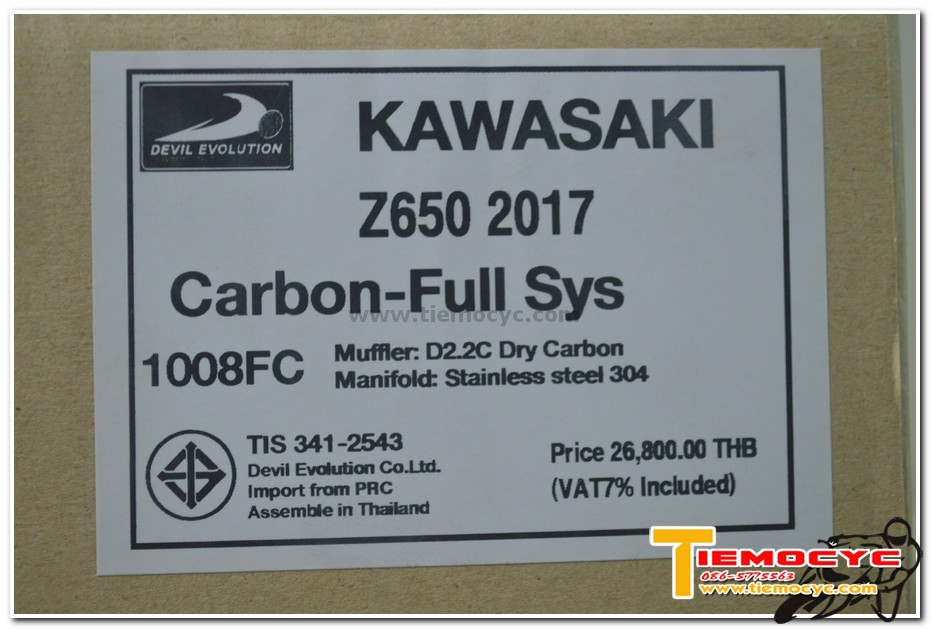 DEVIL EVOLUTION
KAWASAKI
Z650 2017
Carbon-Full Sys
www.tiemocyc.com
1008FC
Muffler: D2.2C Dry Carbon
Manifold: Stainless steel 304
TIS 341-2543
Devil Evolution Co.Ltd.
Import from PRC
Assemble in Thailand
Price 26,800.00 THB
(VAT7% Included)
TIEMOCYC
086-5775563
www.tiemocyc.com